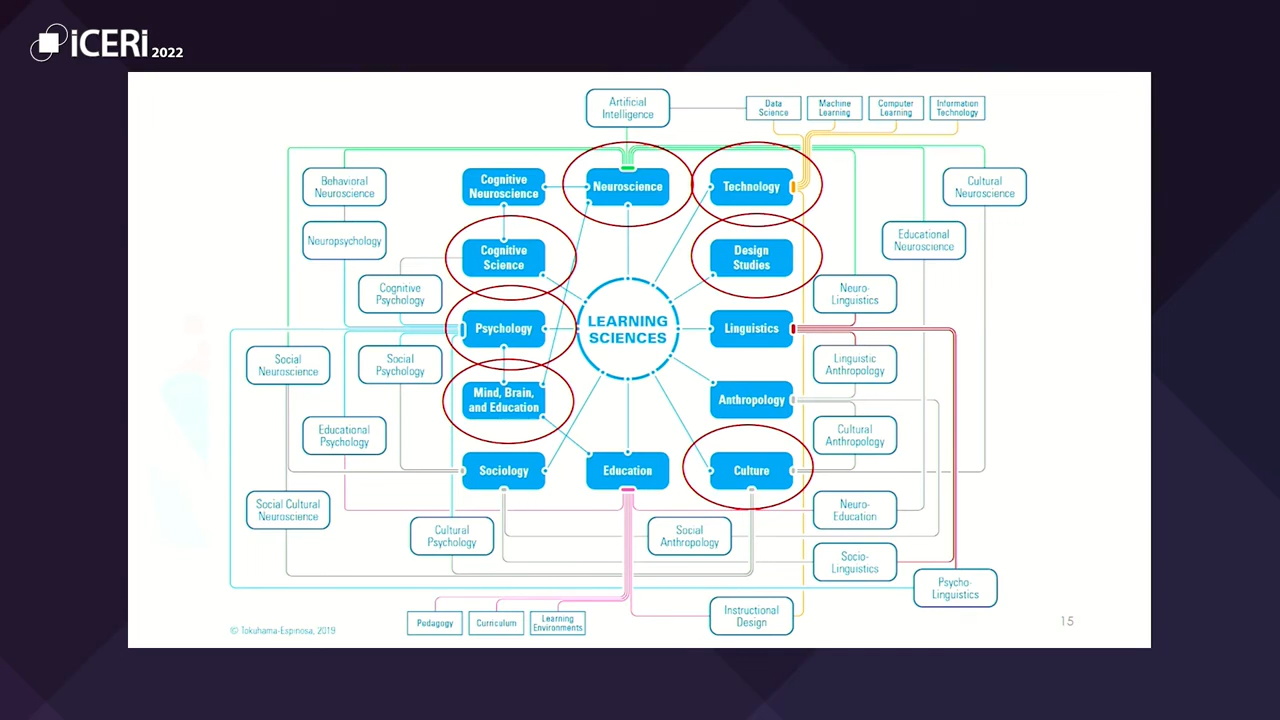 iCERi 2022
Artificial
Intelligence
Data
Science
Machine
Learning
Computer
Learning
Information
Technology
Behavioral
Neuroscience
Cognitive
Neuroscience
Neuroscience
Technology
Cultural
Neuroscience
Neuropsychology
Cognitive
Science
Design
Studies
Educational
Neuroscience
Cognitive
Psychology
Neuro-
Linguistics
Psychology
LEARNING
SCIENCES
Linguistics
Social
Neuroscience
Social
Psychology
Linguistic
Anthropology
Mind, Brain,
and Education
Anthropology
Educational
Psychology
Cultural
Anthropology
Sociology
Education
Culture
Social Cultural
Neuroscience
Neuro-
Education
Cultural
Psychology
Social
Anthropology
Socio-
Linguistics
Psycho-
Linguistics
Pedagogy
Curriculum
Learning
Environments
Instructional
Design
© Tokuhama-Espinosa, 2019
15